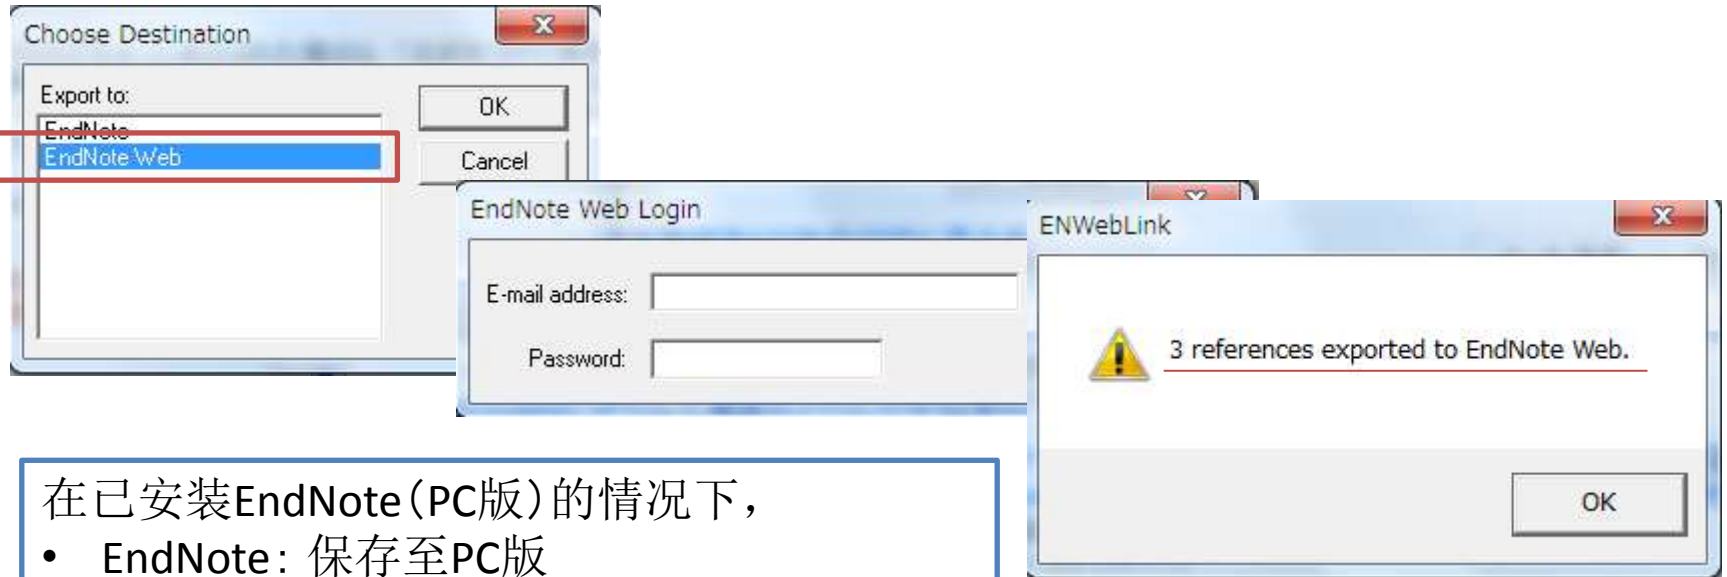 Choose Destination
Export to:
EndNote
EndNote Web
OK
Cancel
EndNote Web Login
E-mail address:
Password:
ENWebLink
3 references exported to EndNote Web.
OK
在已安装EndNote(PC版)的情况下，
• EndNote: 保存至PC版